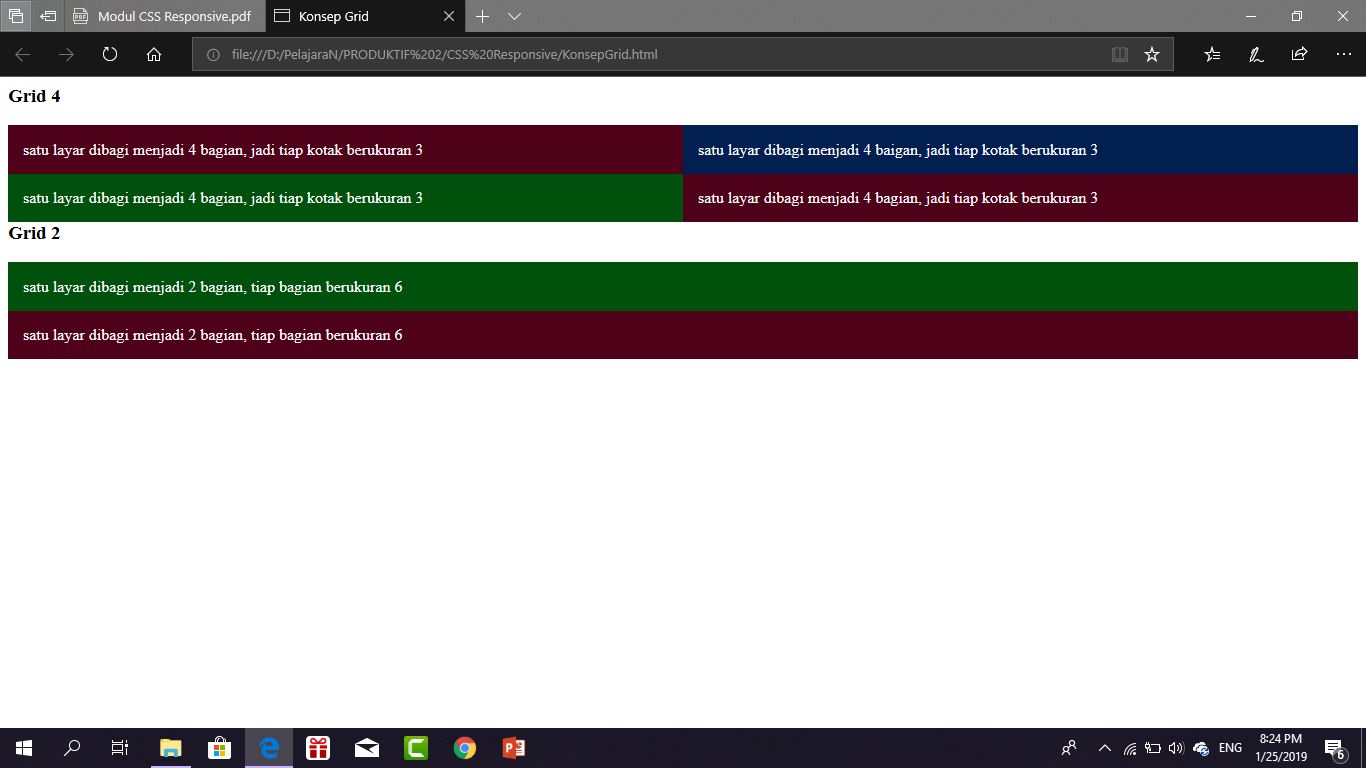 Modul CSS Responsive.pdf
Konsep Grid
file:///D:/PelajaraN/PRODUKTIF%202/CSS%20Responsive/KonsepGrid.html
Grid 4
satu layar dibagi menjadi 4 bagian, jadi tiap kotak berukuran 3
satu layar dibagi menjadi 4 baigan, jadi tiap kotak berukuran 3
satu layar dibagi menjadi 4 bagian, jadi tiap kotak berukuran 3
satu layar dibagi menjadi 4 bagian, jadi tiap kotak berukuran 3
Grid 2
satu layar dibagi menjadi 2 bagian, tiap bagian berukuran 6
satu layar dibagi menjadi 2 bagian, tiap bagian berukuran 6
ENG
8:24 PM
1/25/2019
6